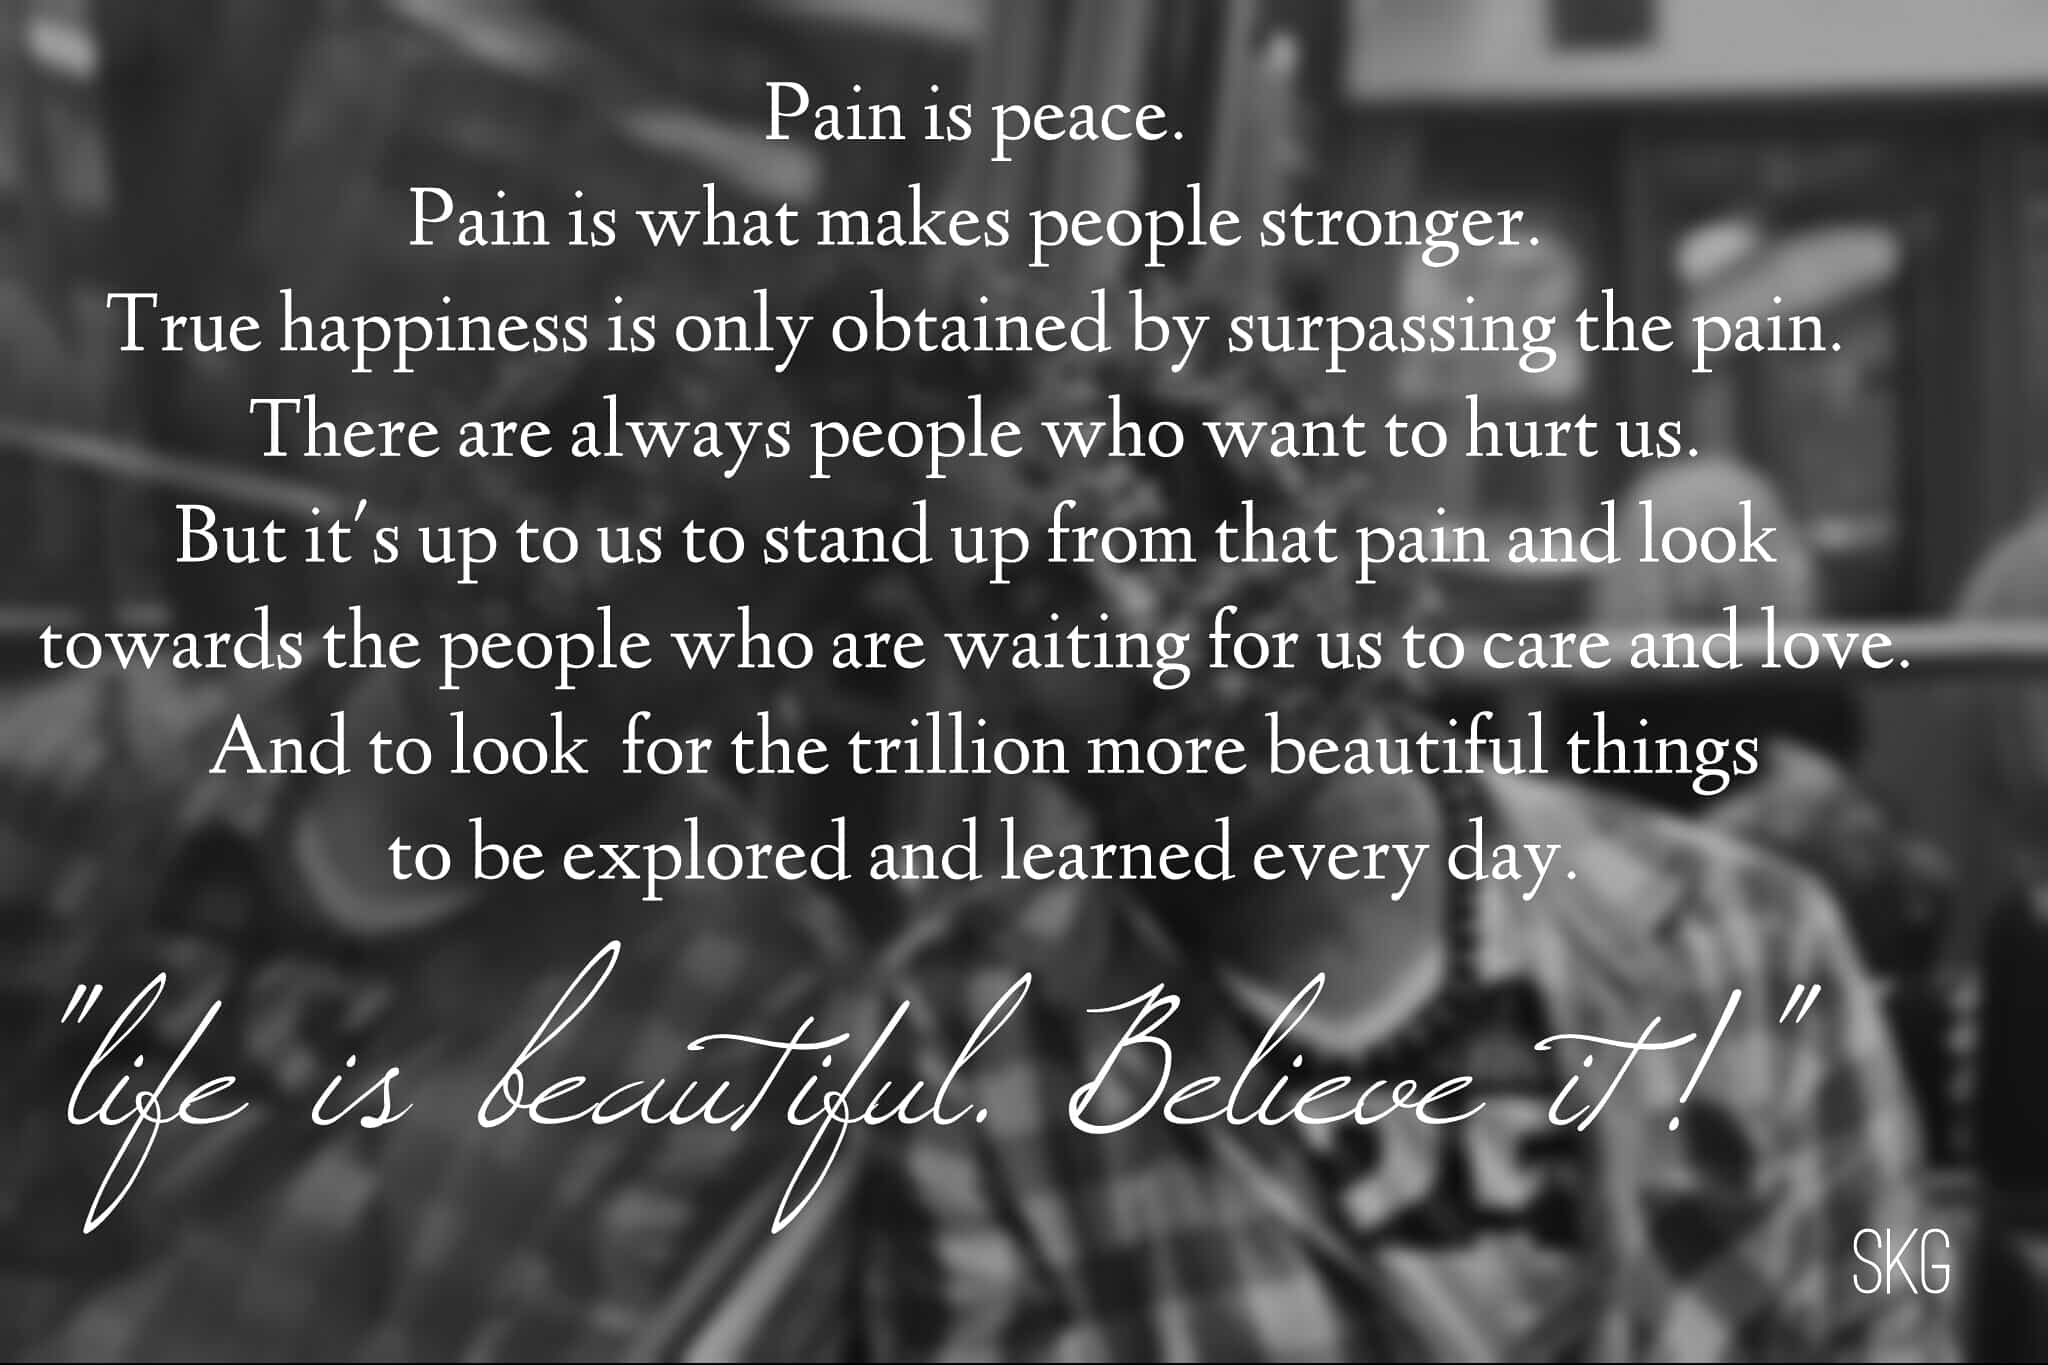 Pain is peace.
Pain is what makes people stronger.
True happiness is only obtained by surpassing the pain.
There are always people who want to hurt us.
But it's up to us to stand up from that pain and look
towards the people who are waiting for us to care and love.
And to look  for the trillion more beautiful things
to be explored and learned every day.
"life is beautiful. Believe it!"
SKG